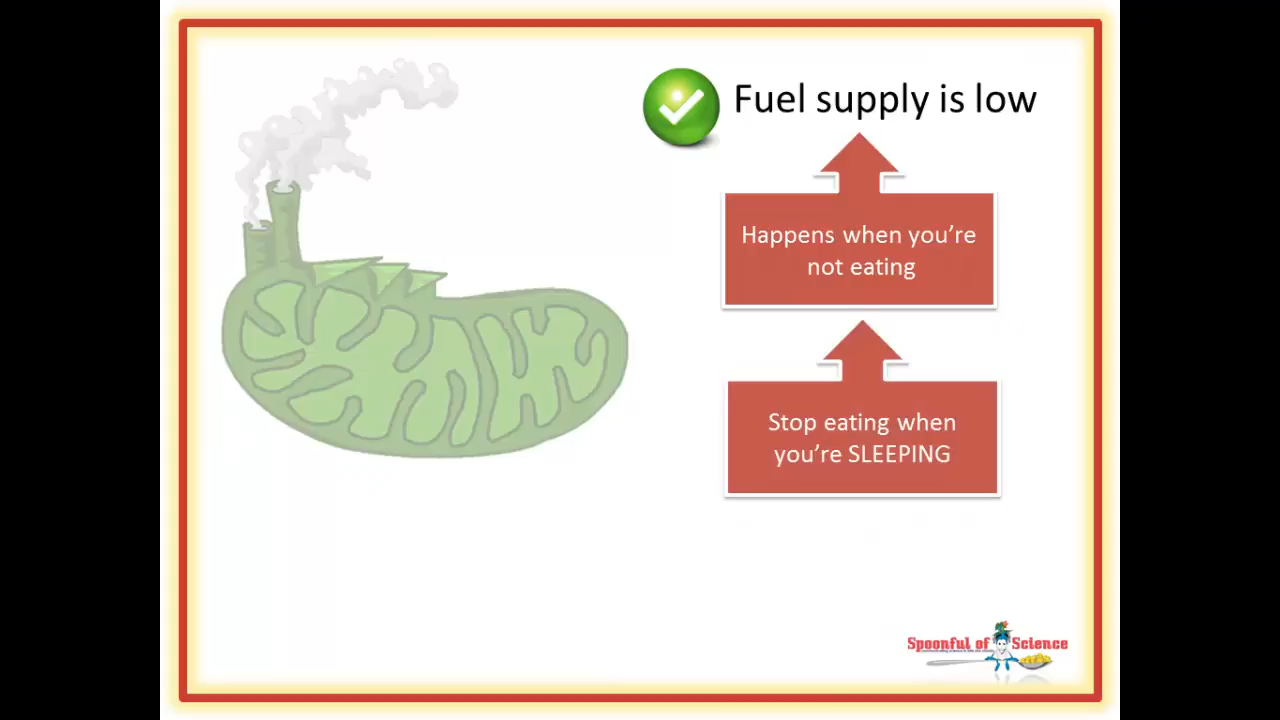 Fuel supply is low
Happens when you’re
not eating
Stop eating when
you’re SLEEPING
Spoonful of Science